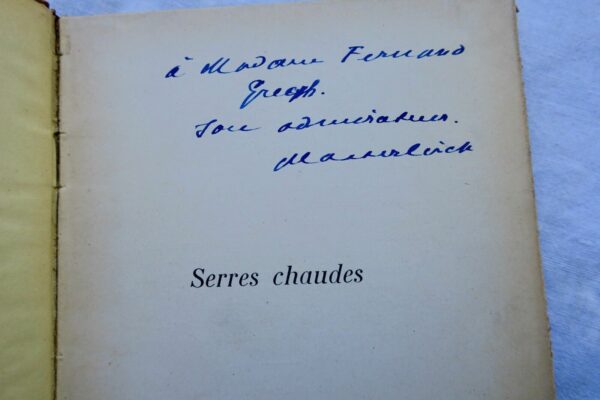 à Madame Fernand
Gregh.
Son admirateur.
Maeterlinck
Serres chaudes